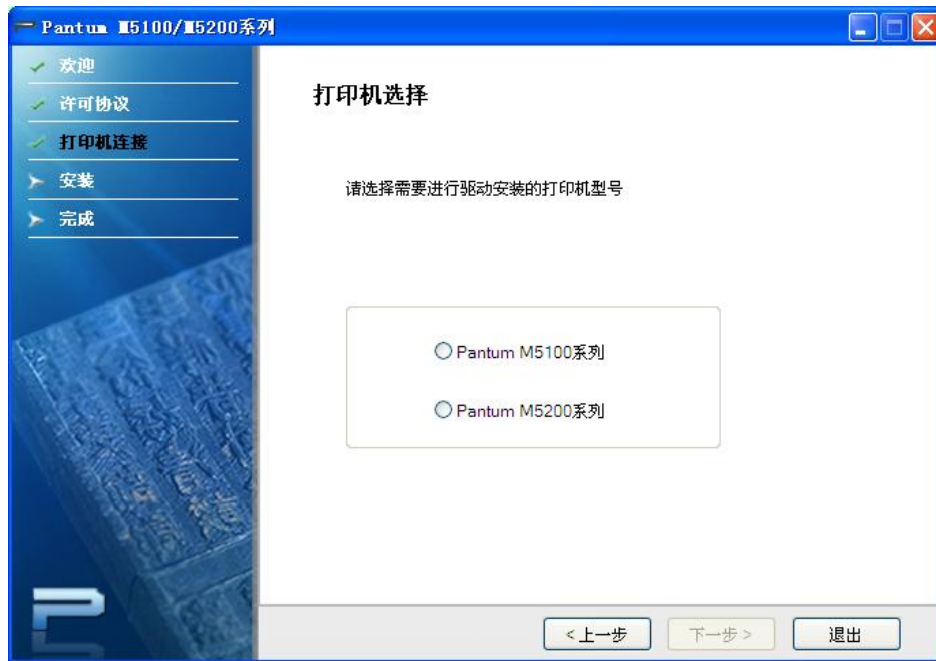 Pantum M5100/M5200系列
欢迎
许可协议
打印机连接
安装
完成
打印机选择
请选择需要进行驱动安装的打印机型号
Pantum M5100系列
Pantum M5200系列
<上一步
下一步>
退出